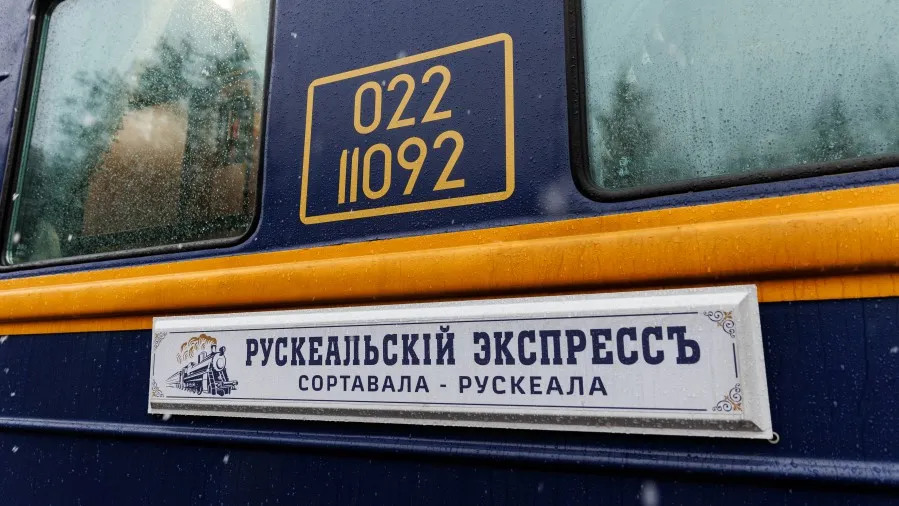 022
11092
РУСКЕАЛЬСКІЙ ЭКСПРЕССЪ
СОРТАВАЛА - РУСКЕАЛА